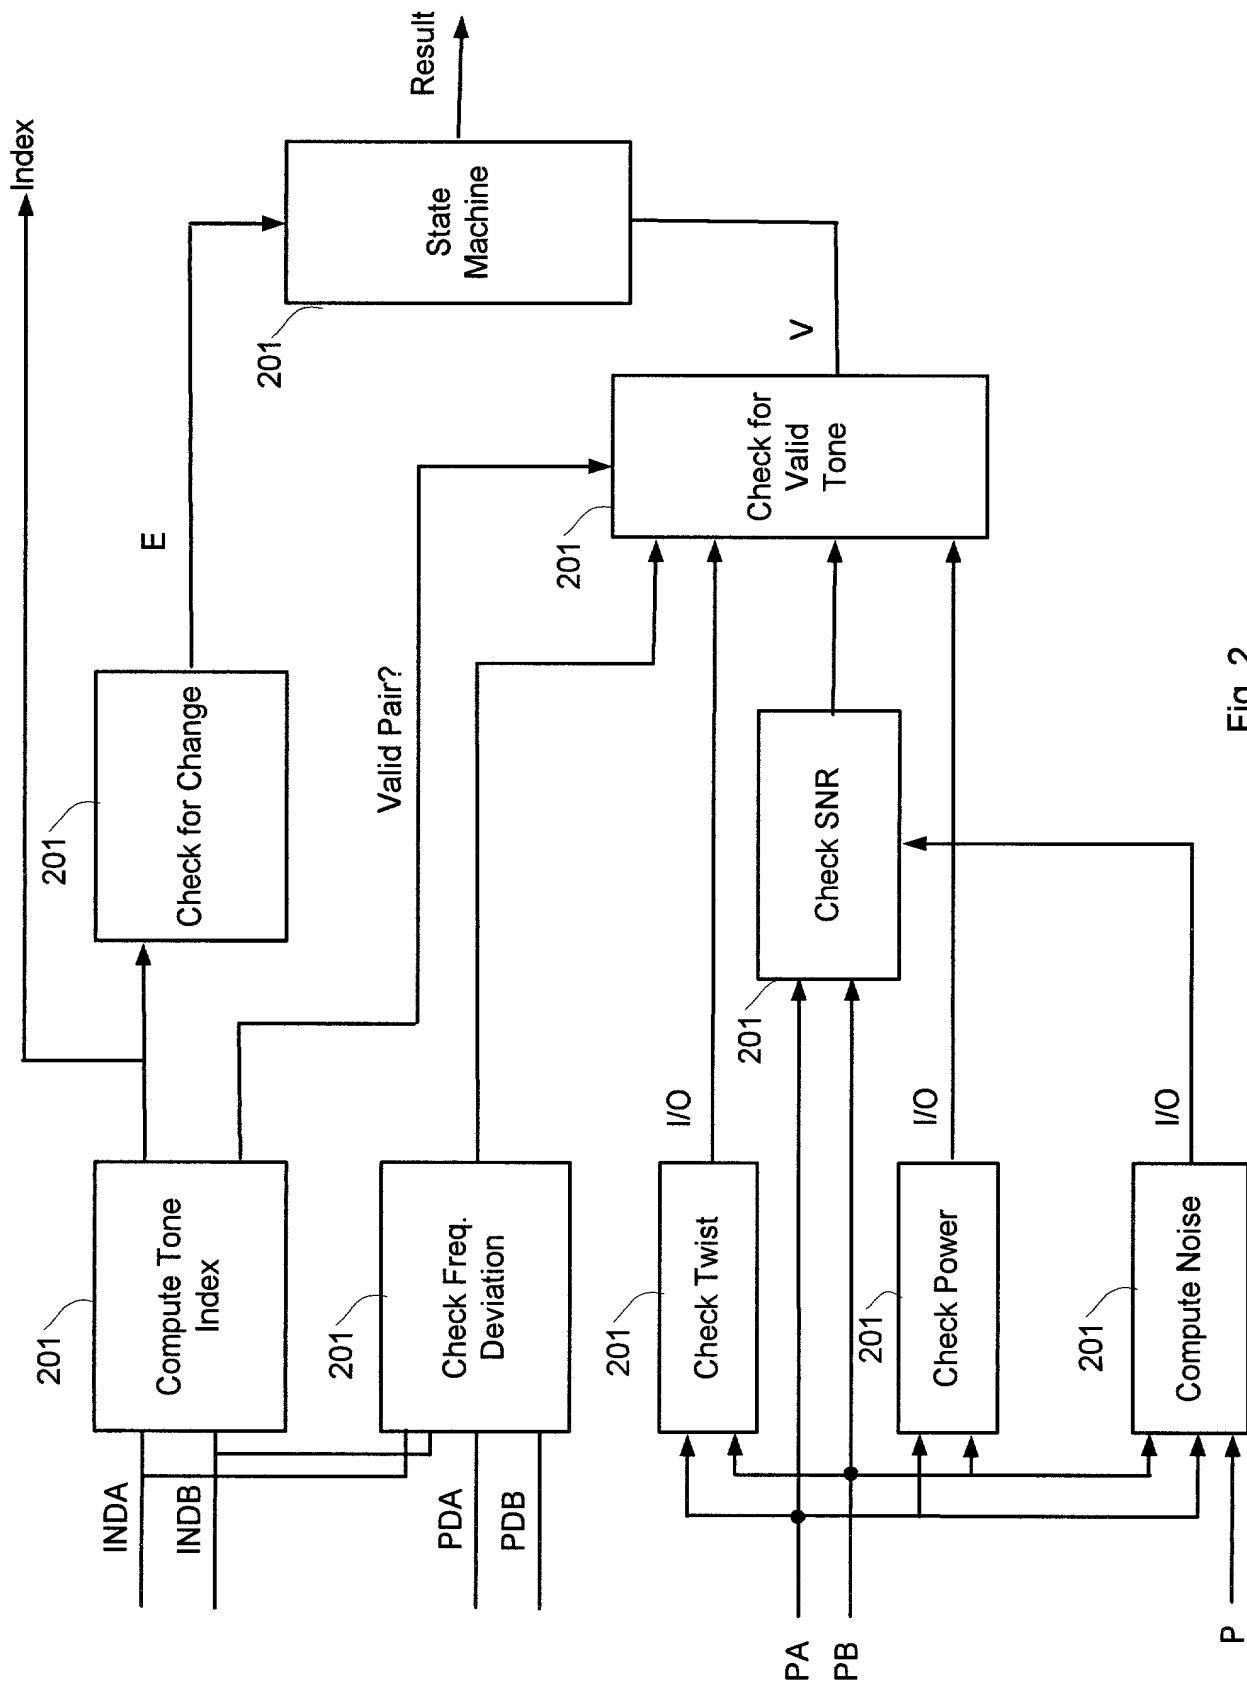 Index
Result
E
State
Machine
201
201
Check for Change
Valid Pair?
V
201
Check for
Valid
Tone
201
Compute Tone
Index
INDA
INDB
201
Check Freq.
Deviation
PDA
PDB
I/O
201
Check Twist
201
Check SNR
I/O
201
Check Power
I/O
201
Compute Noise
PA
PB
P
Fig. 2